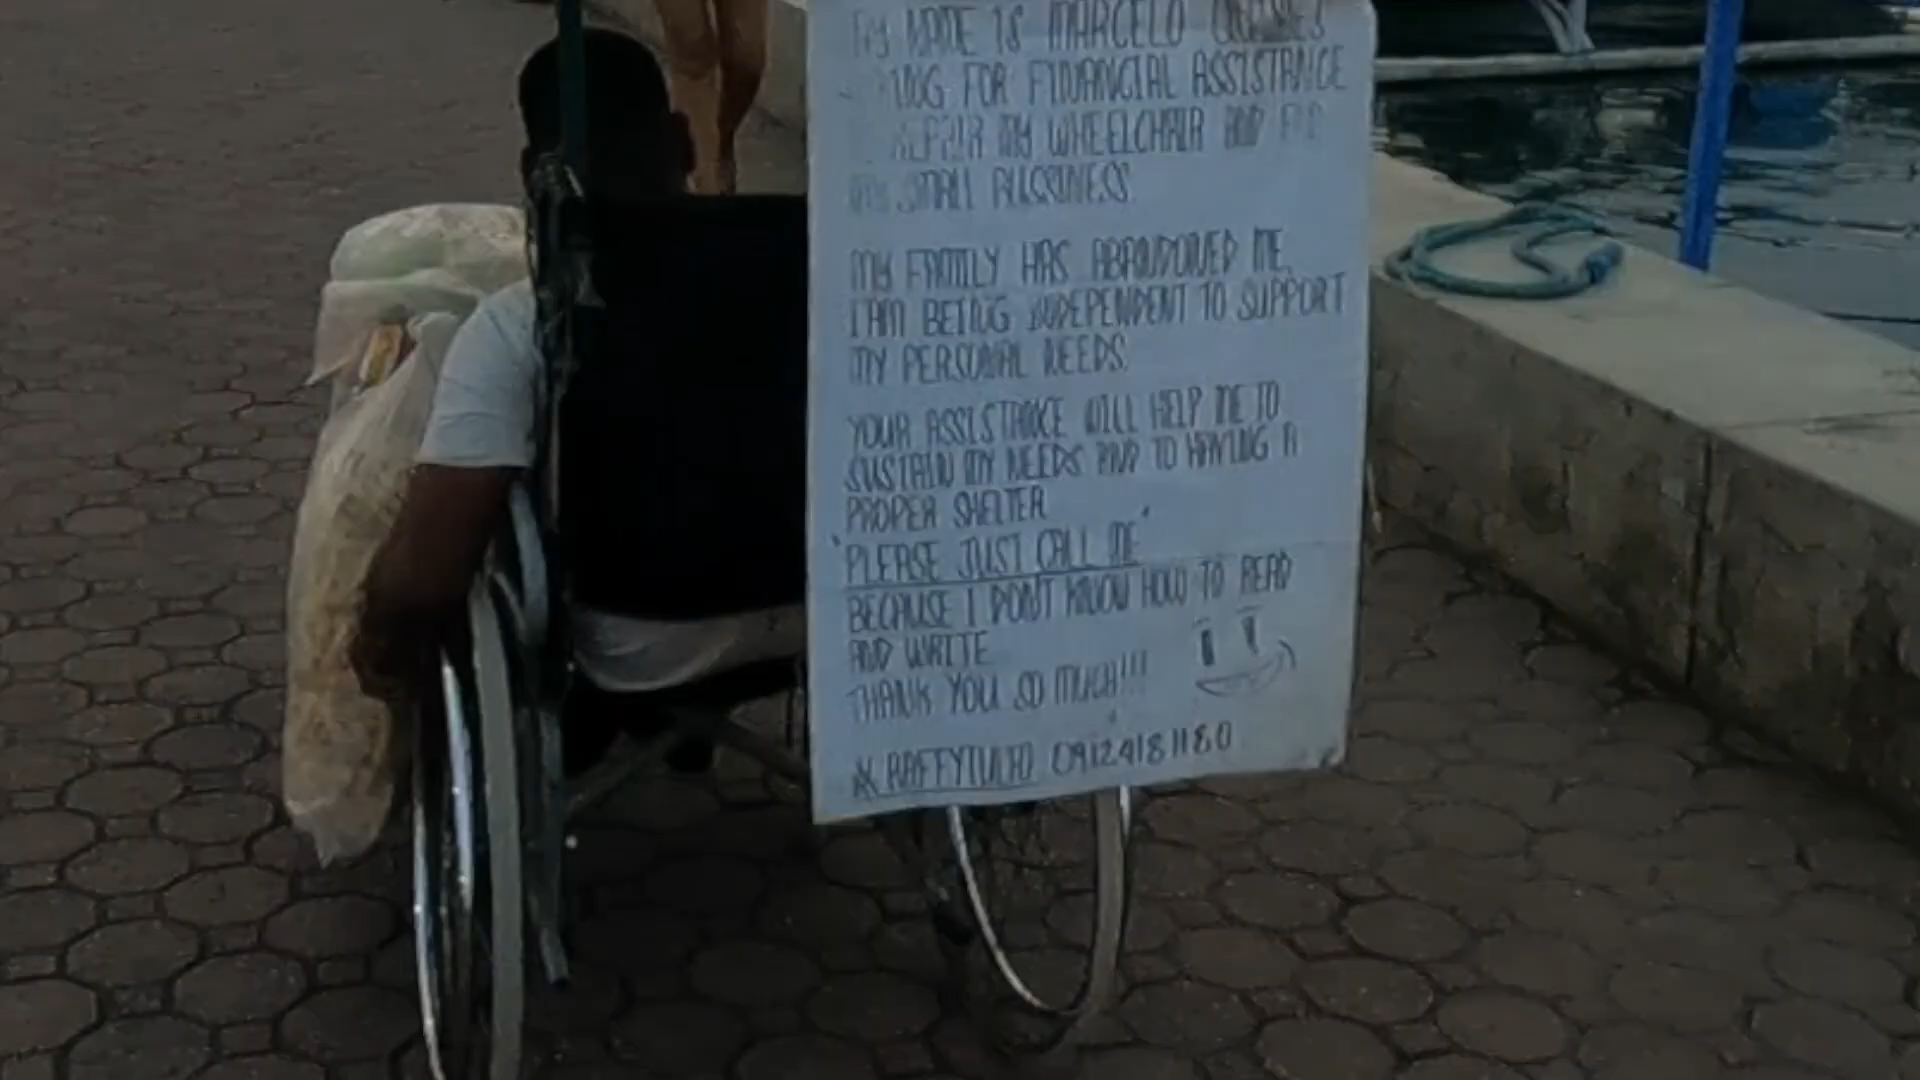 MY NAME IS MARCELO
FOR FINANCIAL ASSISTANCE
REPAIR MY WHEELCHAIR AND FOR
MY SMALL BUSSINESS.
MY FAMILY HAS ABANDONED ME.
I AM BEING INDEPENDENT TO SUPPORT
MY PERSONAL NEEDS.
YOUR ASSISTANCE WILL HELP ME TO
SUSTAIN MY NEEDS AND TO HAVING A
PROPER SHELTER
"PLEASE JUST CALL ME"
BECAUSE I DON'T KNOW HOW TO READ
AND WRITE.
THANK YOU SO MUCH!!!
RAFFYTULFO 09124181180